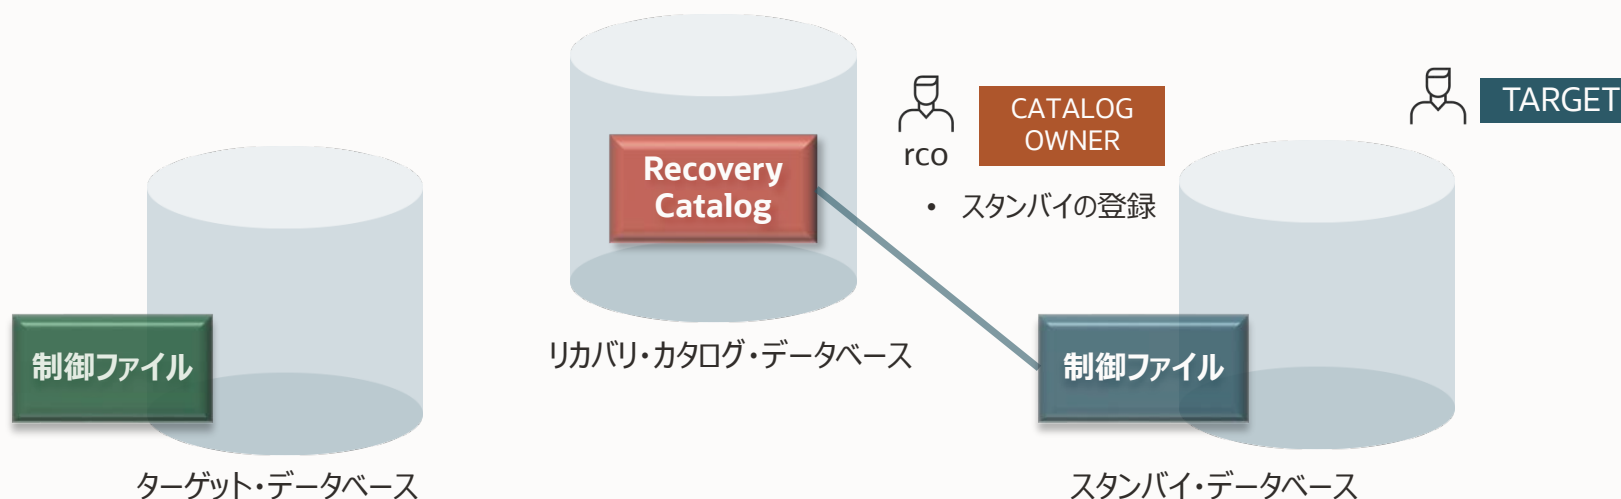 TARGET
CATALOG
OWNER
rco
Recovery
Catalog
• スタンバイの登録
リカバリ・カタログ・データベース
制御ファイル
制御ファイル
ターゲット・データベース
スタンバイ・データベース